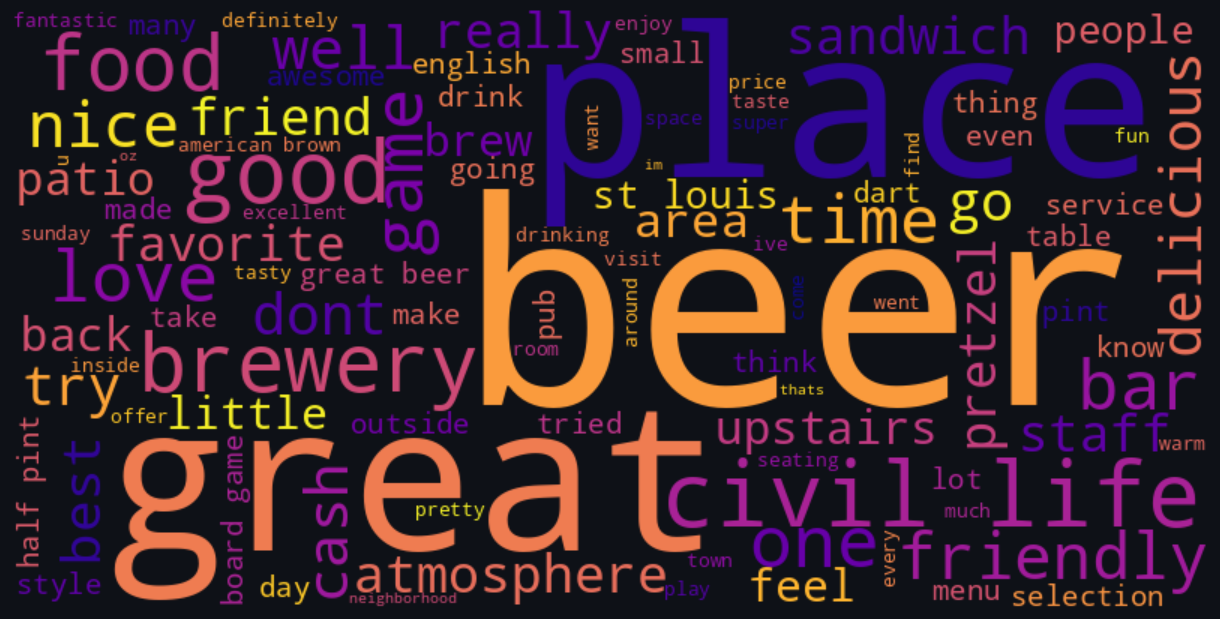 fantastic
many
definitely
food
well
awesome
really
enjoy
small
sandwich
people
english
drink
place
price
taste
super
space
want
im
thing
even
fun
find
delicious
nice
friend
american brown
u
oz
good
game
brew
going
patio
made
excellent
st louis
dart
go
service
area
time
table
sunday
favorite
drinking
ive
visit
love
tasty
great beer
beer
come
went
pint
pretzel
dont
take
make
pub
around
room
back
brewery
inside
think
thats
know
try
offer
little
bar
outside
tried
upstairs
staff
warm
half pint
best
board game
great
cash
pretty
seating
civil life
lot
much
one
every
friendly
style
day
atmosphere
neighborhood
town
play
feel
menu
selection